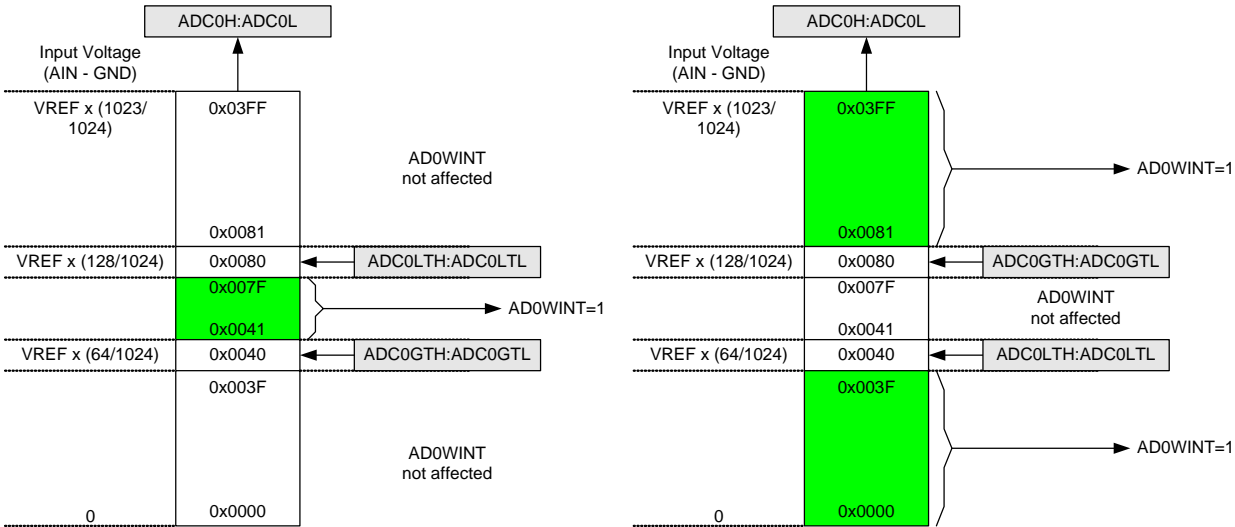 ADC0H:ADC0L
Input Voltage
(AIN - GND)
VREF x (1023/
1024)
0x03FF
AD0WINT
not affected
0x0081
VREF x (128/1024)
0x0080
ADC0LTH:ADC0LTL
0x007F
AD0WINT=1
0x0041
VREF x (64/1024)
0x0040
ADC0GTH:ADC0GTL
0x003F
AD0WINT
not affected
0
0x0000
ADC0H:ADC0L
Input Voltage
(AIN - GND)
VREF x (1023/
1024)
0x03FF
AD0WINT=1
0x0081
VREF x (128/1024)
0x0080
ADC0GTH:ADC0GTL
0x007F
AD0WINT
not affected
0x0041
VREF x (64/1024)
0x0040
ADC0LTH:ADC0LTL
0x003F
AD0WINT=1
0
0x0000